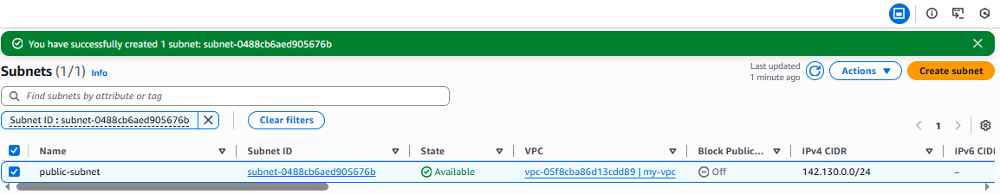 You have successfully created 1 subnet: subnet-0488cb6aed905676b
Subnets (1/1) Info
Last updated
1 minute ago
Actions
Create subnet
Find subnets by attribute or tag
Subnet ID : subnet-0488cb6aed905676b
Clear filters
1
Name Subnet ID State VPC Block Public... IPv4 CIDR IPv6 CIDR
public-subnet subnet-0488cb6aed905676b Available vpc-05f8cba86d13cdd89 | my-vpc Off 142.130.0.0/24 –